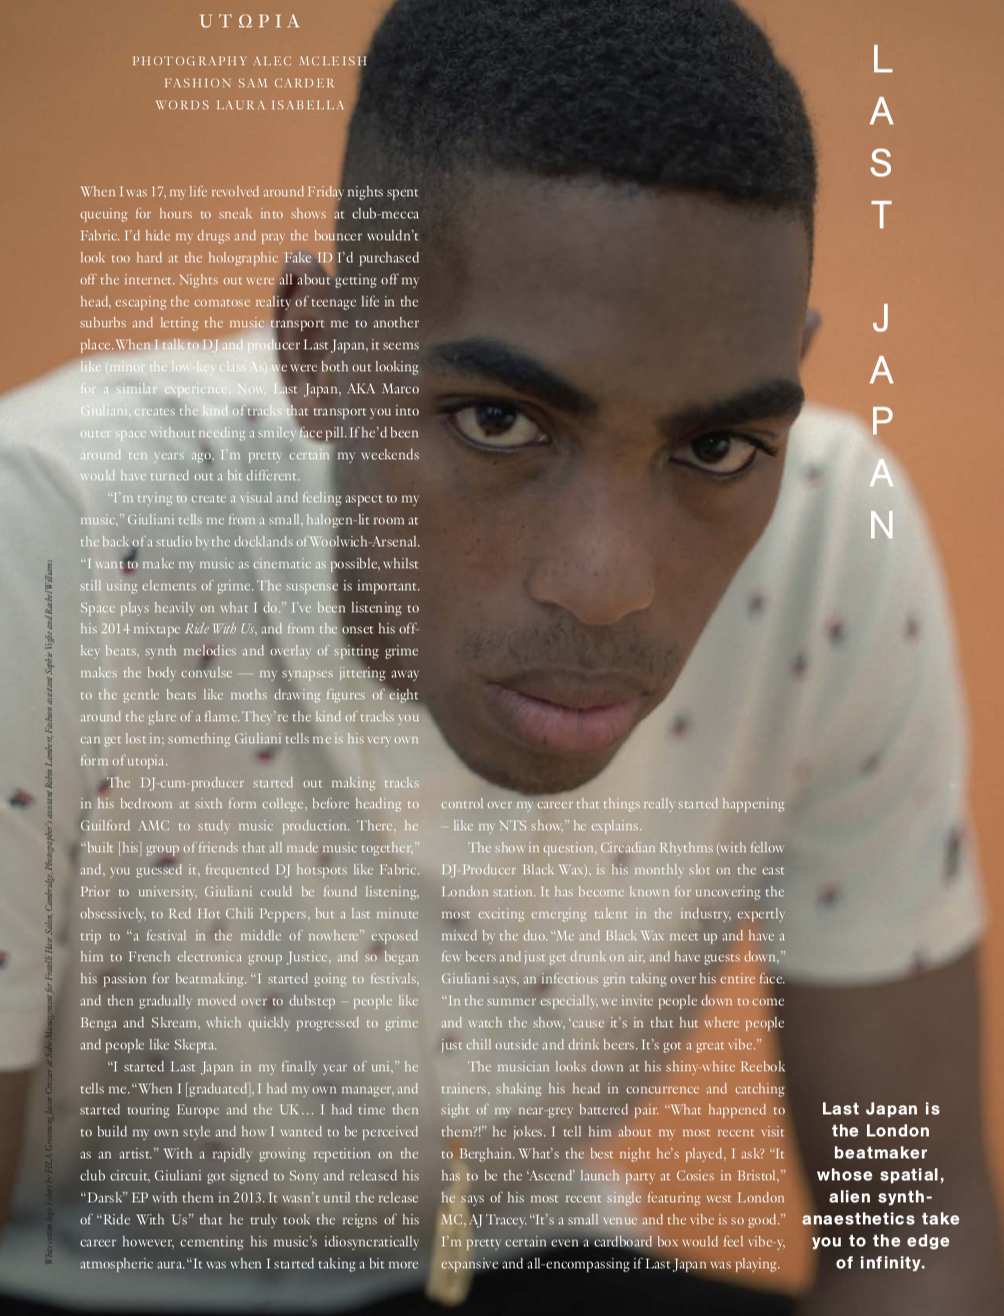 UTΩPIA
PHOTOGRAPHY ALEC MCLEISH
FASHION SAM CARDER
WORDS LAURA ISABELLA
LAST JAPAN
When I was 17, my life revolved around Friday nights spent
queuing for hours to sneak into shows at club-mecca
Fabric. I'd hide my drugs and pray the bouncer wouldn't
look too hard at the holographic Fake ID I'd purchased
off the internet. Nights out were all about getting off my
head, escaping the comatose reality of teenage life in the
suburbs and letting the music transport me to another
place. When I talk to DJ and producer Last Japan, it seems
like (minor the low-key class As) we were both out looking
for a similar experience. Now, Last Japan, AKA Marco
Giuliani, creates the kind of tracks that transport you into
outer space without needing a smiley face pill. If he'd been
around ten years ago, I'm pretty certain my weekends
would have turned out a bit different.
"I'm trying to create a visual and feeling aspect to my
music," Giuliani tells me from a small, halogen-lit room at
the back of a studio by the docklands of Woolwich-Arsenal.
"I want to make my music as cinematic as possible, whilst
still using elements of grime. The suspense is important.
Space plays heavily on what I do." I've been listening to
his 2014 mixtape Ride With Us, and from the onset his off-
key beats, synth melodies and overlay of spitting grime
makes the body convulse — my synapses jittering away
to the gentle beats like moths drawing figures of eight
around the glare of a flame. They're the kind of tracks you
can get lost in; something Giuliani tells me is his very own
form of utopia.
The DJ-cum-producer started out making tracks
in his bedroom at sixth form college, before heading to
Guilford AMC to study music production. There, he
"built [his] group of friends that all made music together,"
and, you guessed it, frequented DJ hotspots like Fabric.
Prior to university, Giuliani could be found listening,
obsessively, to Red Hot Chili Peppers, but a last minute
trip to "a festival in the middle of nowhere" exposed
him to French electronica group Justice, and so began
his passion for beatmaking. "I started going to festivals,
and then gradually moved over to dubstep – people like
Benga and Skream, which quickly progressed to grime
and people like Skepta.
"I started Last Japan in my finally year of uni," he
tells me. "When I [graduated], I had my own manager, and
started touring Europe and the UK… I had time then
to build my own style and how I wanted to be perceived
as an artist." With a rapidly growing repetition on the
club circuit, Giuliani got signed to Sony and released his
"Darsk" EP with them in 2013. It wasn't until the release
of "Ride With Us" that he truly took the reigns of his
career however, cementing his music's idiosyncratically
atmospheric aura. "It was when I started taking a bit more
control over my career that things really started happening
– like my NTS show," he explains.
The show in question, Circadian Rhythms (with fellow
DJ-Producer Black Wax), is his monthly slot on the east
London station. It has become known for uncovering the
most exciting emerging talent in the industry, expertly
mixed by the duo. "Me and Black Wax meet up and have a
few beers and just get drunk on air, and have guests down,"
Giuliani says, an infectious grin taking over his entire face.
"In the summer especially, we invite people down to come
and watch the show, 'cause it's in that hut where people
just chill outside and drink beers. It's got a great vibe."
The musician looks down at his shiny-white Reebok
trainers, shaking his head in concurrence and catching
sight of my near-grey battered pair. "What happened to
them?!" he jokes. I tell him about my most recent visit
to Berghain. What's the best night he's played, I ask? "It
has to be the 'Ascend' launch party at Cosies in Bristol,"
he says of his most recent single featuring west London
MC, AJ Tracey. "It's a small venue and the vibe is so good."
I'm pretty certain even a cardboard box would feel vibe-y,
expansive and all-encompassing if Last Japan was playing.
Last Japan is
the London
beatmaker
whose spatial,
alien synth-
anaesthetics take
you to the edge
of infinity.